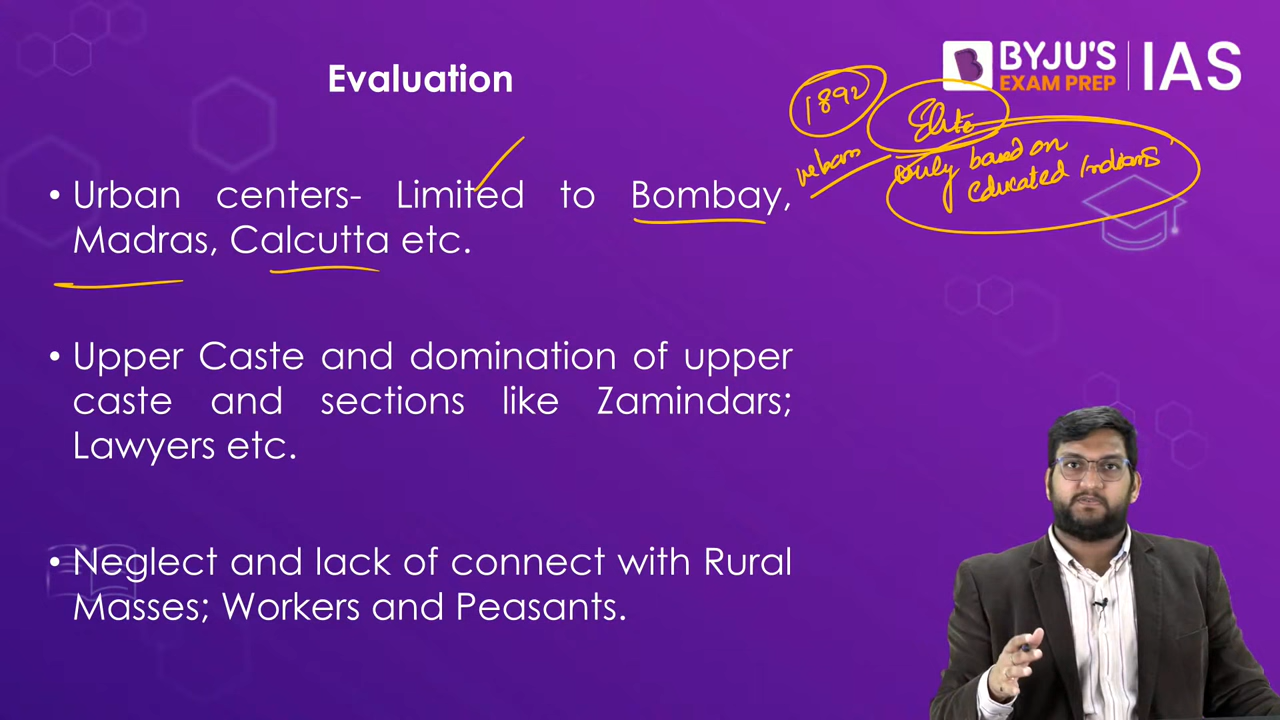 Evaluation
BYJU'S
EXAM PREP
IAS
1892
Elite
urban
only based on
educated Indians
• Urban centers- Limited to Bombay,
Madras, Calcutta etc.
• Upper Caste and domination of upper
caste and sections like Zamindars;
Lawyers etc.
• Neglect and lack of connect with Rural
Masses; Workers and Peasants.